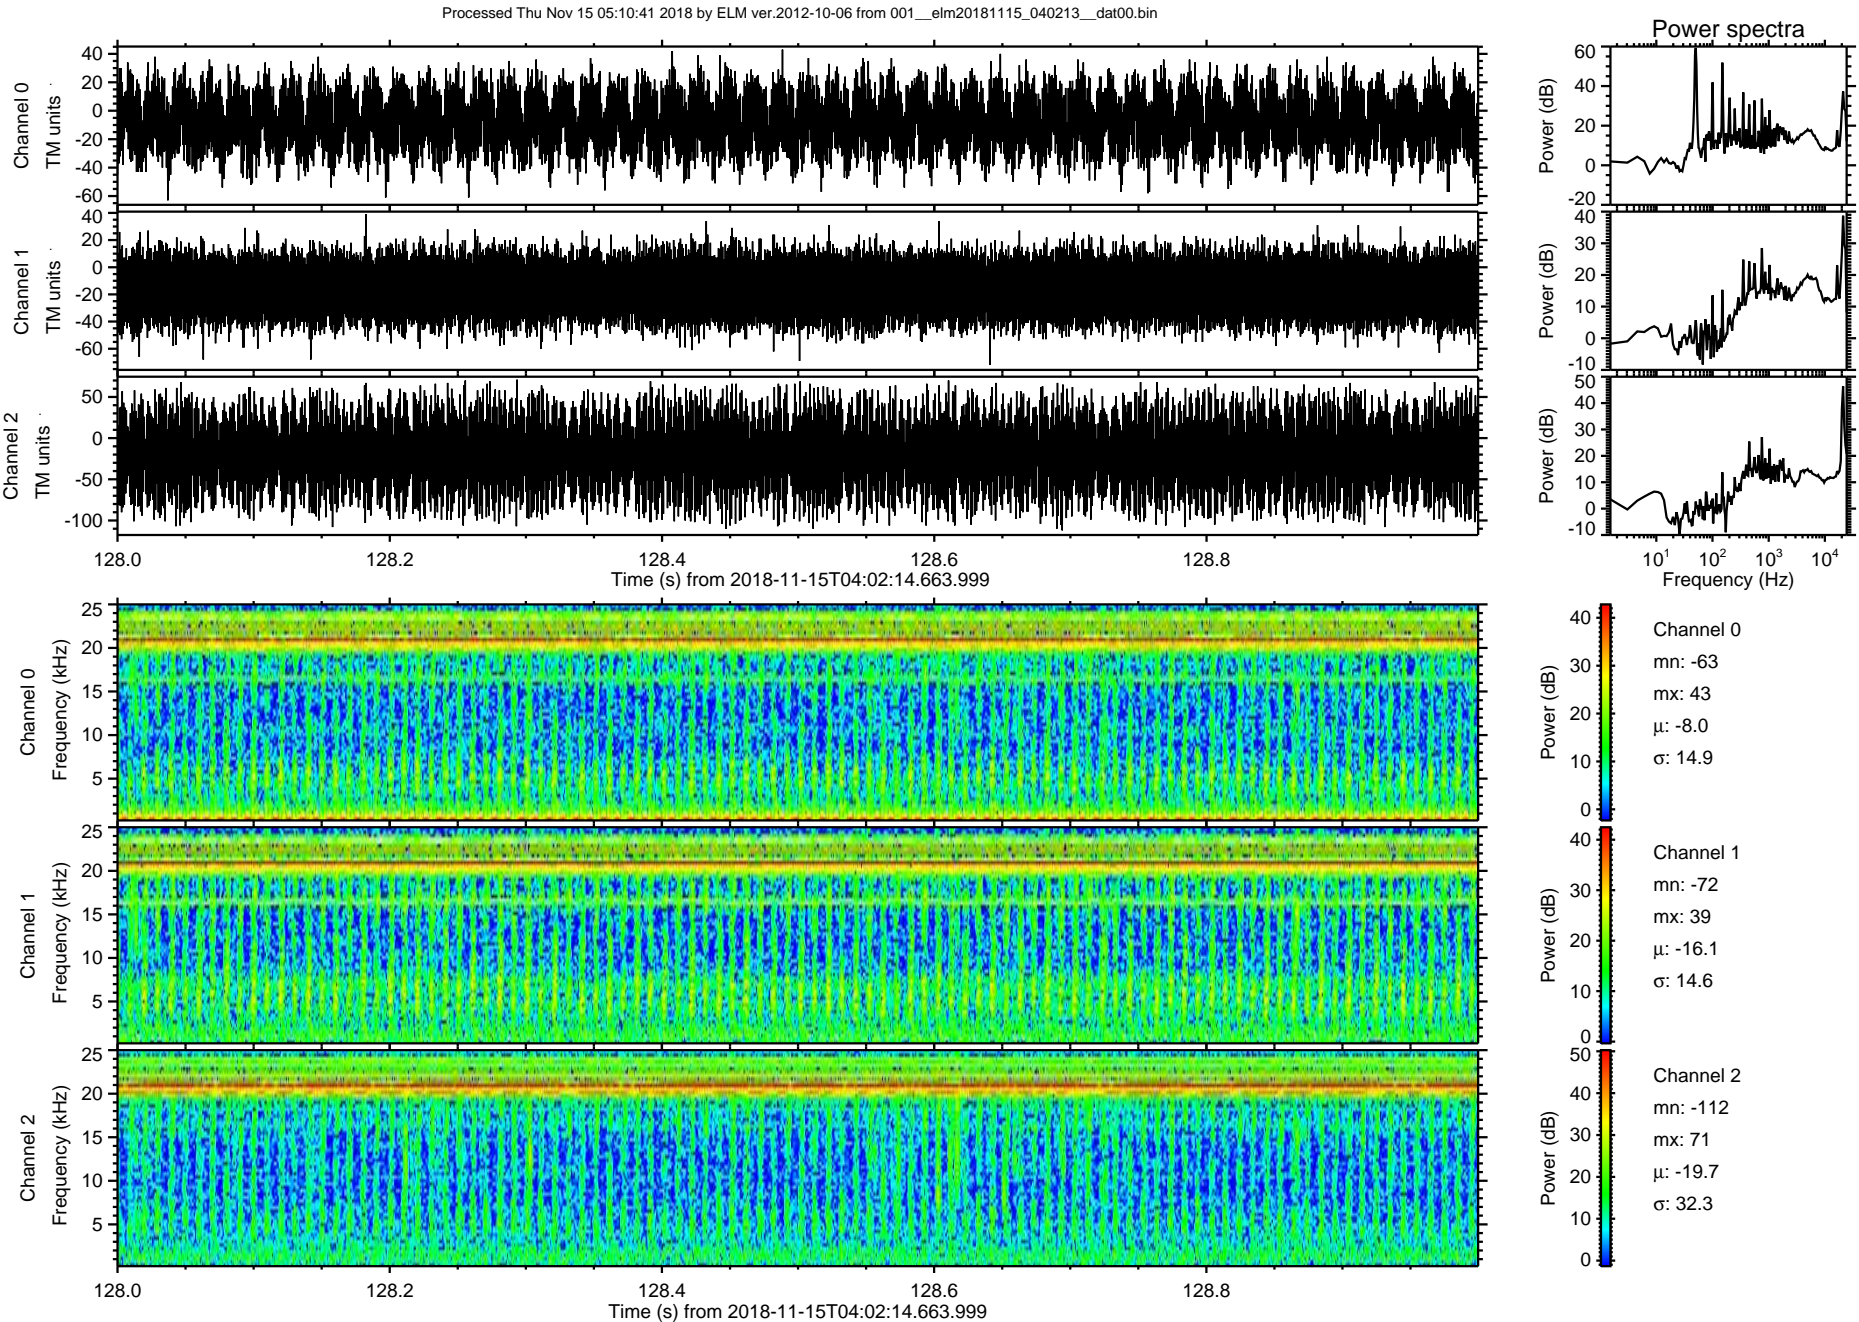 Processed Thu Nov 15 05:10:41 2018 by ELM ver.2012-10-06 from 001__elm20181115_040213__dat00.bin
Power spectra
Channel 0
TM units
40
20
0
-20
-40
-60
Power (dB)
60
40
20
0
-20
Channel 1
TM units
40
20
0
-20
-40
-60
Power (dB)
40
30
20
10
0
-10
Channel 2
TM units
50
0
-50
-100
Power (dB)
50
40
30
20
10
0
-10
128.0 128.2 128.4 128.6 128.8
Time (s) from 2018-11-15T04:02:14.663.999
10¹ 10² 10³ 10⁴
Frequency (Hz)
Channel 0
Frequency (kHz)
25
20
15
10
5
Power (dB)
40
30
20
10
0
Channel 0
mn: -63
mx: 43
μ: -8.0
σ: 14.9
Channel 1
Frequency (kHz)
25
20
15
10
5
Power (dB)
40
30
20
10
0
Channel 1
mn: -72
mx: 39
μ: -16.1
σ: 14.6
Channel 2
Frequency (kHz)
25
20
15
10
5
Power (dB)
50
40
30
20
10
0
Channel 2
mn: -112
mx: 71
μ: -19.7
σ: 32.3
128.0 128.2 128.4 128.6 128.8
Time (s) from 2018-11-15T04:02:14.663.999